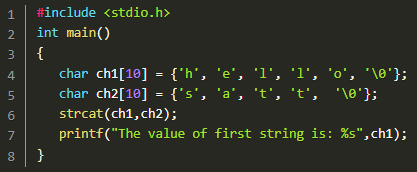 1 #include <stdio.h>
2 int main()
3 {
4     char ch1[10] = {'h', 'e', 'l', 'l', 'o', '\0'};
5     char ch2[10] = {'s', 'a', 't', 't',  '\0'};
6     strcat(ch1,ch2);
7     printf("The value of first string is: %s",ch1);
8 }